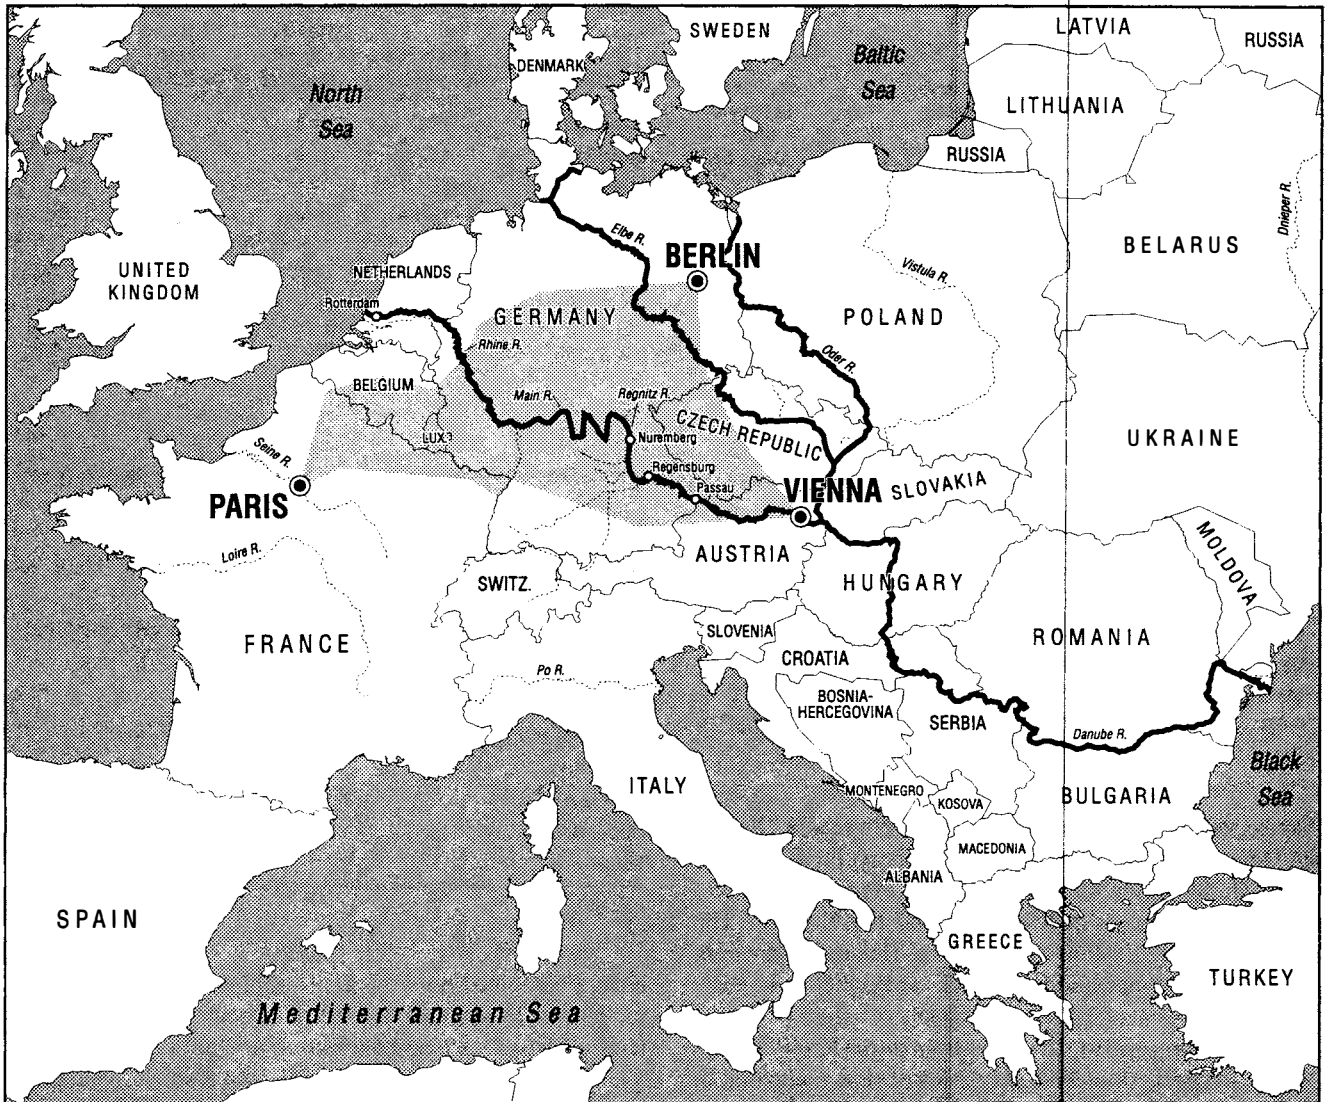 SWEDEN
LATVIA
RUSSIA
DENMARK
Baltic
Sea
North
Sea
LITHUANIA
RUSSIA
Dnieper R.
Elbe R.
BERLIN
BELARUS
UNITED
KINGDOM
NETHERLANDS
Vistula R.
Rotterdam
GERMANY
POLAND
Rhine R.
Oder R.
BELGIUM
Main R.
Regnitz R.
CZECH REPUBLIC
LUX.
Nuremberg
UKRAINE
Seine R.
Regensburg
PARIS
Passau
VIENNA
SLOVAKIA
Loire R.
AUSTRIA
MOLDOVA
SWITZ.
HUNGARY
FRANCE
SLOVENIA
ROMANIA
CROATIA
Po R.
BOSNIA-
HERCEGOVINA
SERBIA
Danube R.
Black
Sea
ITALY
MONTENEGRO
KOSOVA
BULGARIA
MACEDONIA
ALBANIA
SPAIN
GREECE
TURKEY
Mediterranean Sea